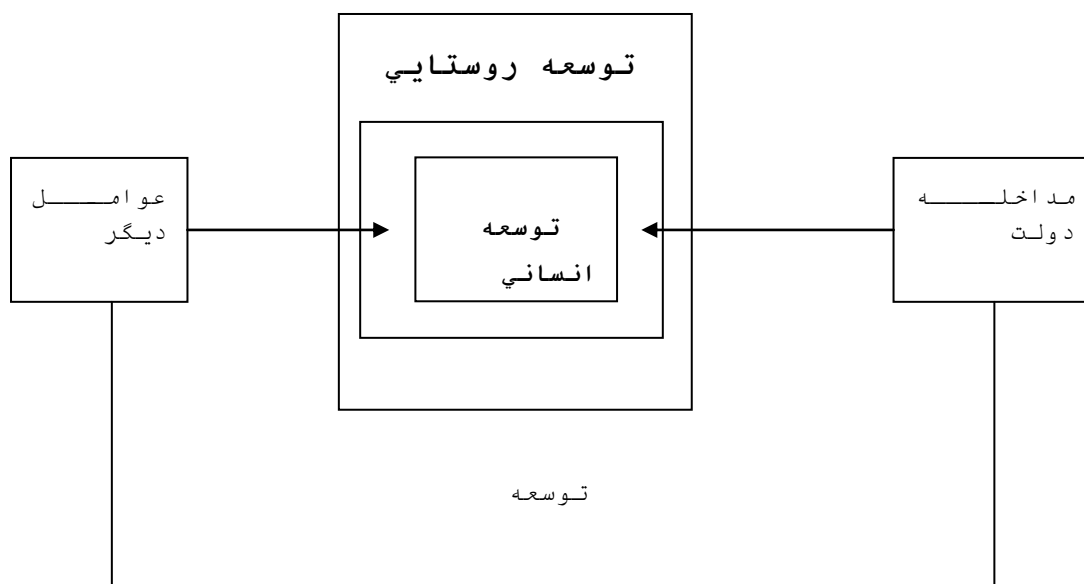 توسعه روستايي
مداخله
دولت
عوامل
ديگر
توسعه
انساني
توسعه